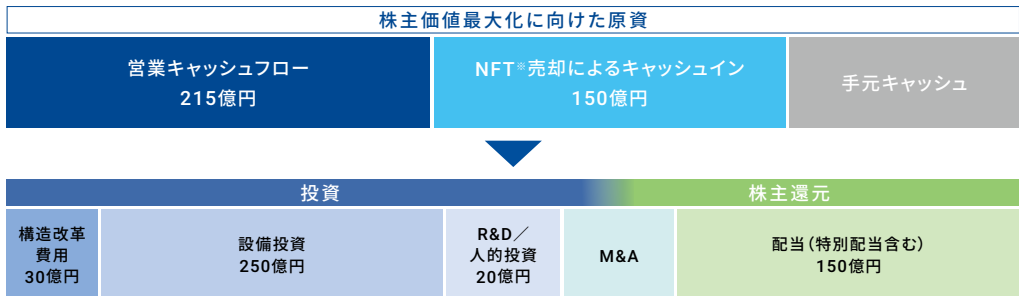 株主価値最大化に向けた原資
営業キャッシュフロー
215億円
NFT※売却によるキャッシュイン
150億円
手元キャッシュ
投資
株主還元
構造改革
費用
30億円
設備投資
250億円
R&D／
人的投資
20億円
M&A
配当（特別配当含む）
150億円